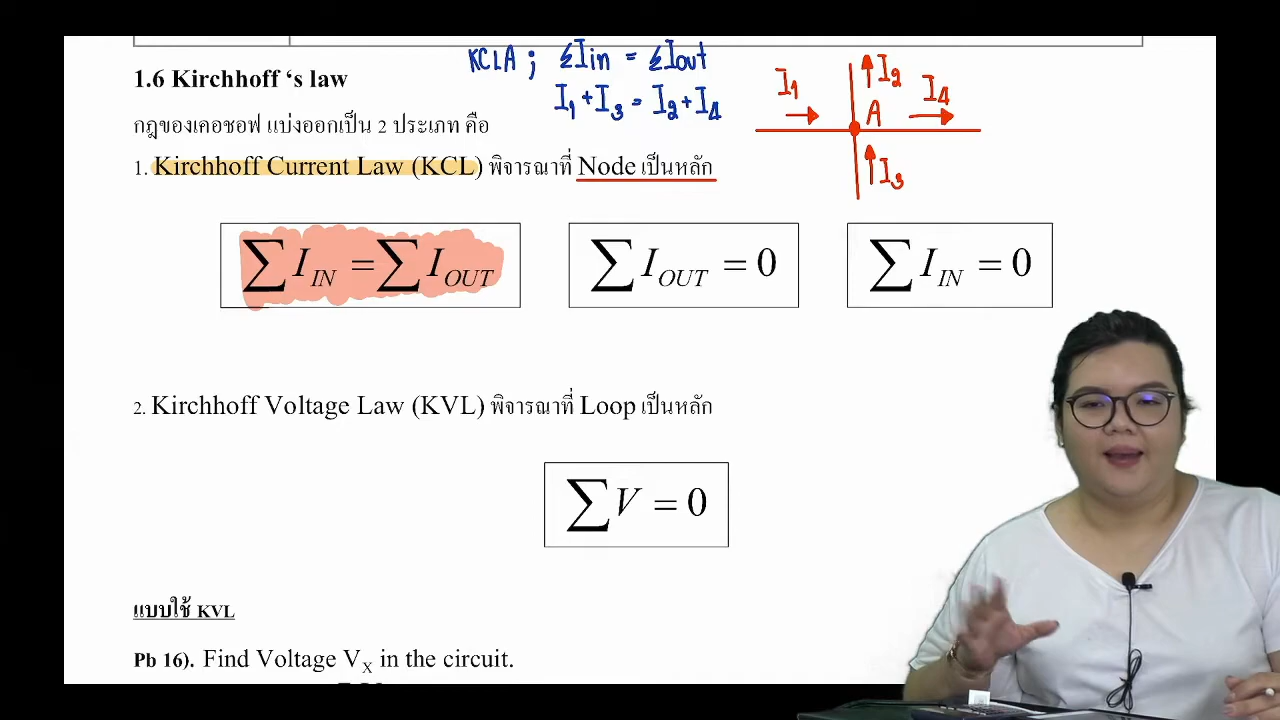 KCLA ; ΣIin = ΣIout
I1 + I3 = I2 + I4
I1
I2
A
I4
I3
1.6 Kirchhoff ‘s law
กฎของเคอชอฟ แบ่งออกเป็น 2 ประเภท คือ
1. Kirchhoff Current Law (KCL) พิจารณาที่ Node เป็นหลัก
∑ I_IN = ∑ I_OUT
∑ I_OUT = 0
∑ I_IN = 0
2. Kirchhoff Voltage Law (KVL) พิจารณาที่ Loop เป็นหลัก
∑ V = 0
แบบใช้ KVL
Pb 16). Find Voltage V_X in the circuit.